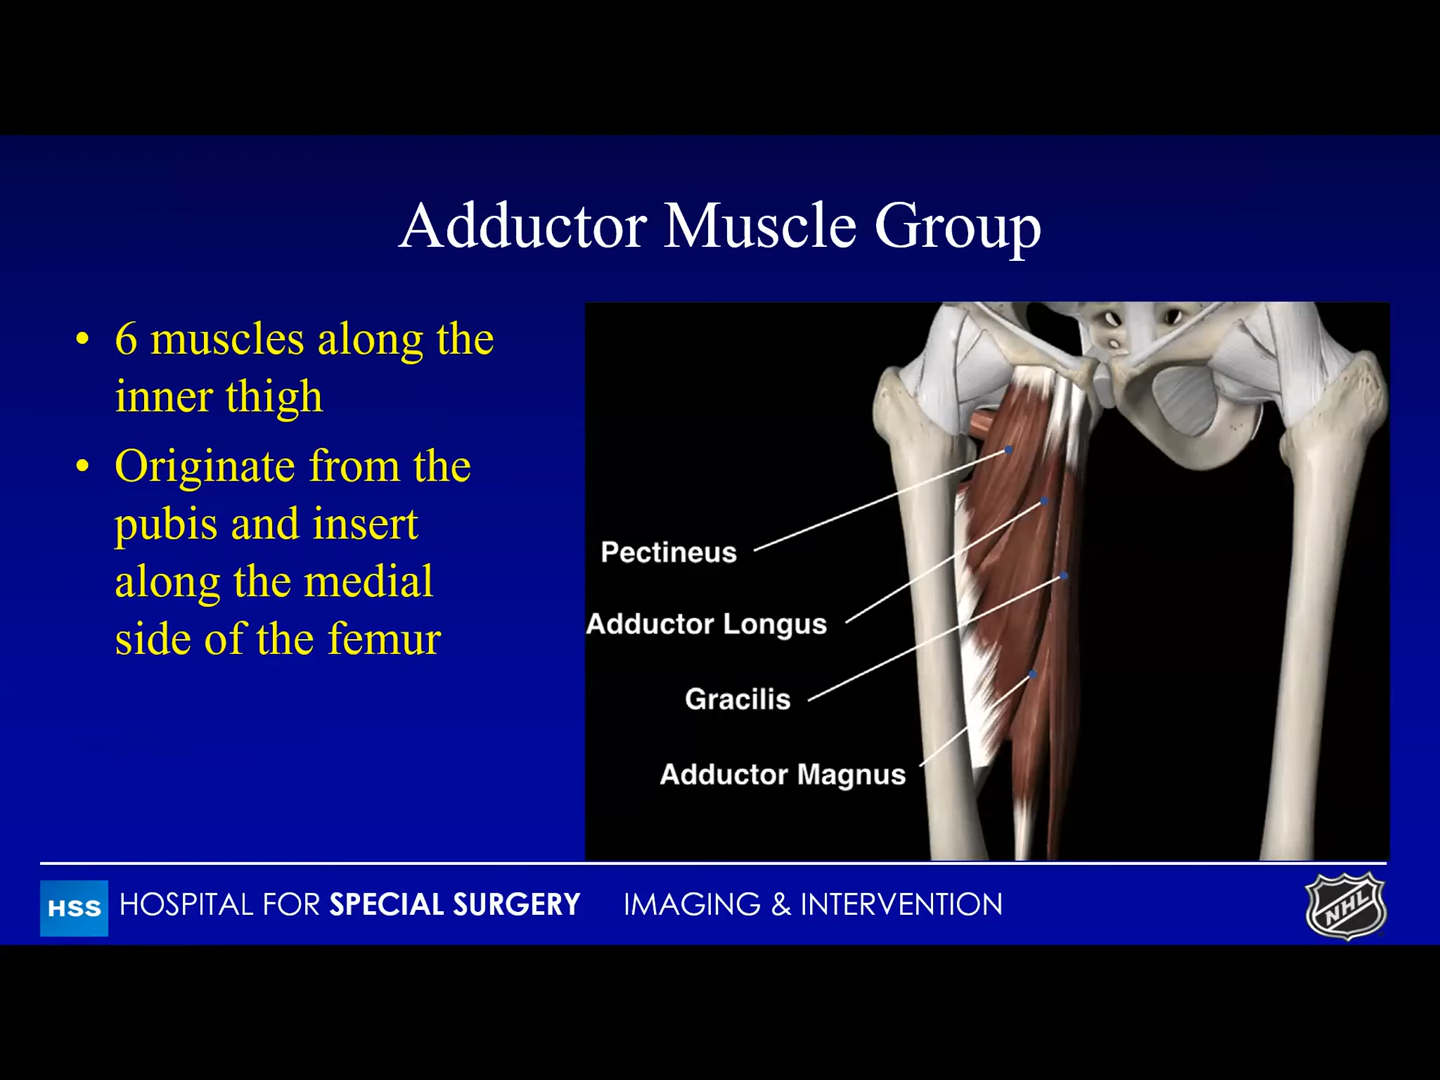 Adductor Muscle Group
• 6 muscles along the
inner thigh
• Originate from the
pubis and insert
along the medial
side of the femur
Pectineus
Adductor Longus
Gracilis
Adductor Magnus
HSS HOSPITAL FOR SPECIAL SURGERY IMAGING & INTERVENTION
NHL